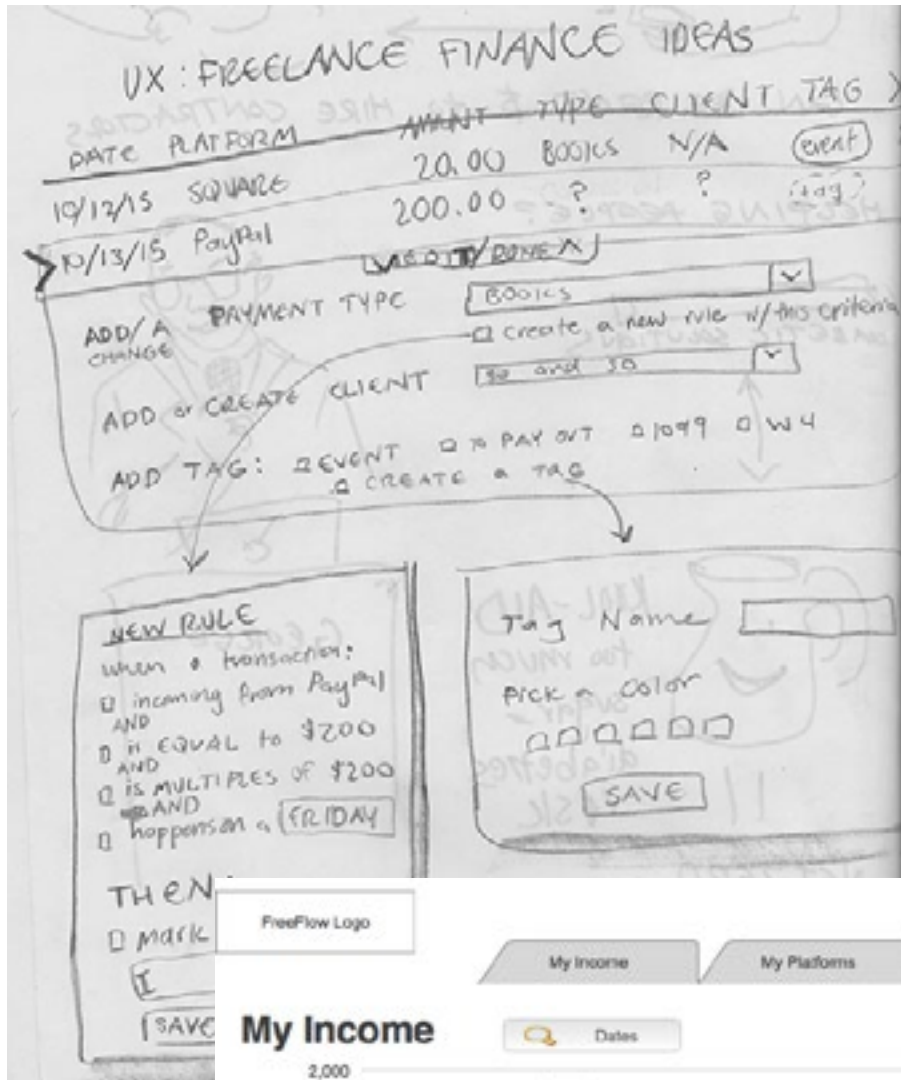 UX: FREELANCE FINANCE IDEAS
DATE PLATFORM AMOUNT TYPE CLIENT TAG
10/12/15 SQUARE 20.00 BOOKS N/A event
10/13/15 PayPal 200.00 ? ? tag
EDIT/DONE X
ADD/A CHANGE PAYMENT TYPE BOOKS
Create a new rule w/this criteria
ADD or CREATE CLIENT so and so
ADD TAG: EVENT TO PAY OUT 1099 W4
CREATE a TAG
NEW RULE
when a transaction:
incoming from PayPal
AND
is EQUAL to $200
AND
is MULTIPLES OF $200
AND
happens on a FRIDAY
THEN
mark
SAVE
Tag Name
Pick a Color
SAVE
FreeFlow Logo
My Income My Platforms
My Income Dates
2,000